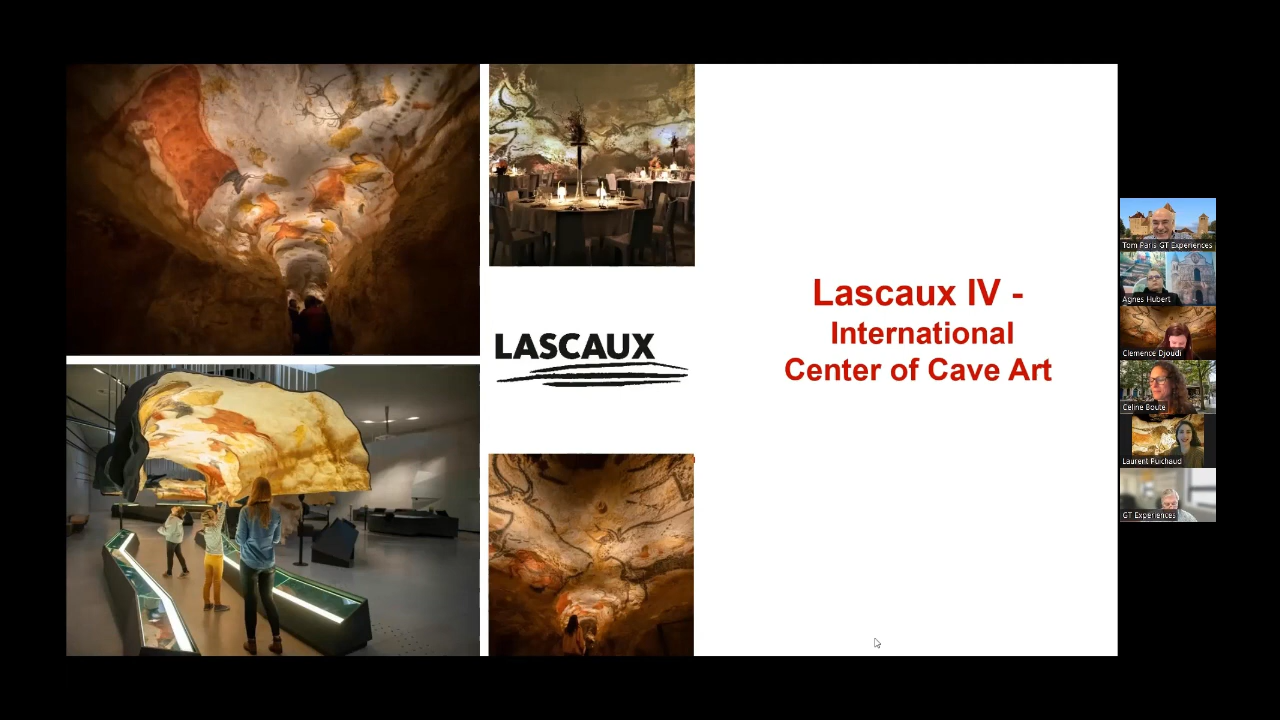 LASCAUX
Lascaux IV -
International
Center of Cave Art
Tom Paris GT Experiences
Agnes Hubert
Clemence Djoudi
Celine Boute
Laurent Puichaud
GT Experiences